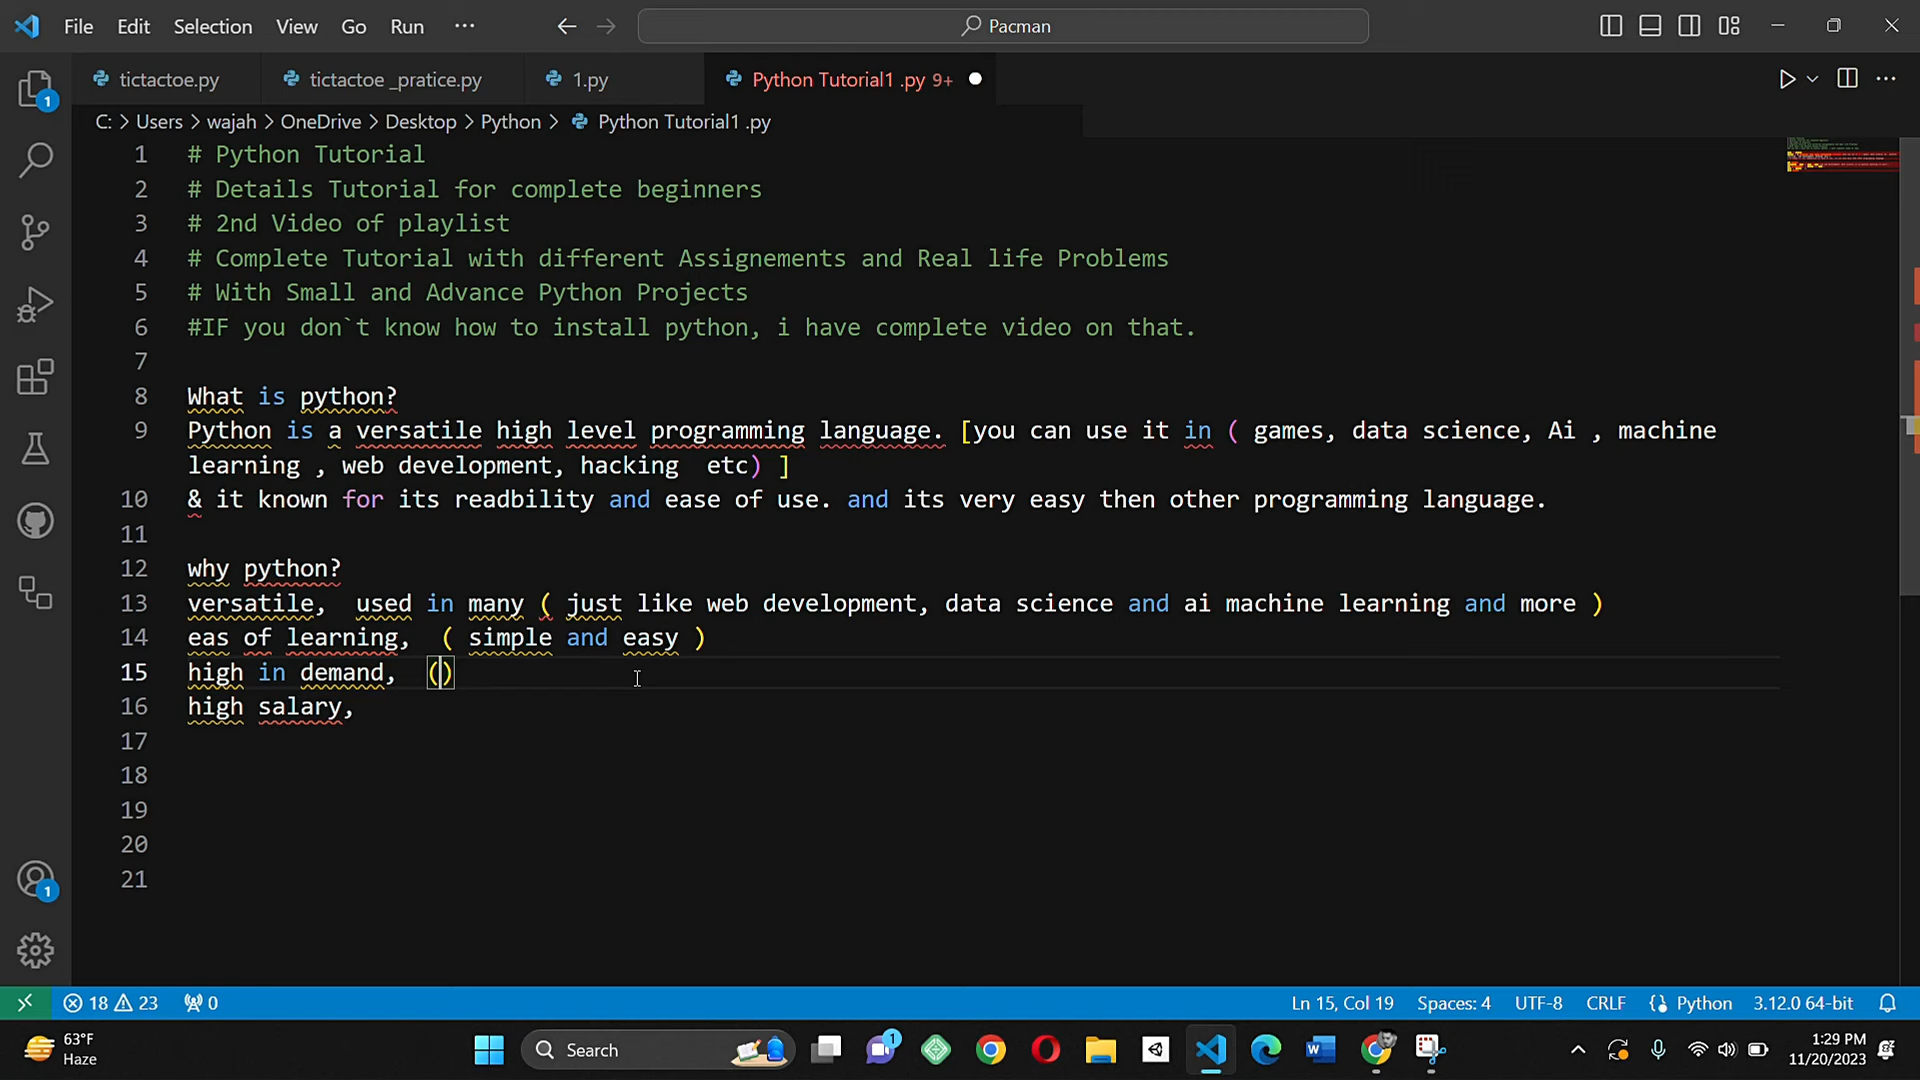 File Edit Selection View Go Run ··· Pacman
tictactoe.py tictactoe _pratice.py 1.py Python Tutorial1 .py 9+
C: > Users > wajah > OneDrive > Desktop > Python > Python Tutorial1 .py
1 # Python Tutorial
2 # Details Tutorial for complete beginners
3 # 2nd Video of playlist
4 # Complete Tutorial with different Assignements and Real life Problems
5 # With Small and Advance Python Projects
6 #IF you don`t know how to install python, i have complete video on that.
7
8 What is python?
9 Python is a versatile high level programming language. [you can use it in ( games, data science, Ai , machine
learning , web development, hacking  etc) ]
10 & it known for its readbility and ease of use. and its very easy then other programming language.
11
12 why python?
13 versatile,  used in many ( just like web development, data science and ai machine learning and more )
14 eas of learning,  ( simple and easy )
15 high in demand,  ()
16 high salary,
17
18
19
20
21
1
1
18 23 0 Ln 15, Col 19 Spaces: 4 UTF-8 CRLF Python 3.12.0 64-bit
63°F
Haze
Search
1
1:29 PM
11/20/2023